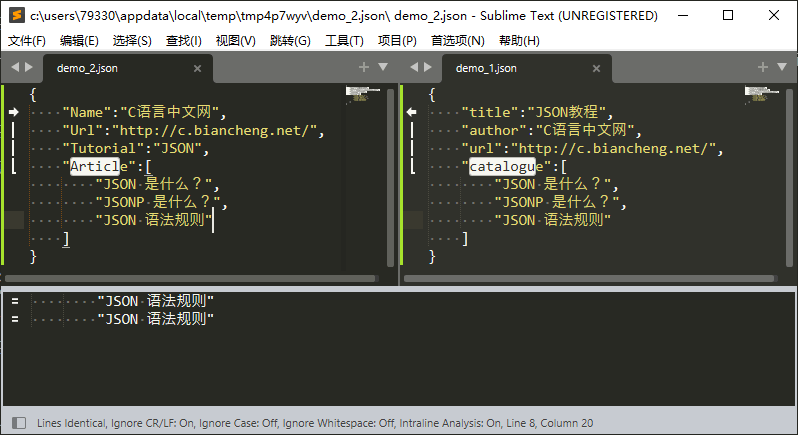 c:\users\79330\appdata\local\temp\tmp4p7wyv\demo_2.json\ demo_2.json - Sublime Text (UNREGISTERED)
文件(F) 编辑(E) 选择(S) 查找(I) 视图(V) 跳转(G) 工具(T) 项目(P) 首选项(N) 帮助(H)
demo_2.json
{
"Name":"C语言中文网",
"Url":"http://c.biancheng.net/",
"Tutorial":"JSON",
"Article":[
"JSON 是什么？",
"JSONP 是什么？",
"JSON 语法规则"
]
}
demo_1.json
{
"title":"JSON教程",
"author":"C语言中文网",
"url":"http://c.biancheng.net/",
"catalogue":[
"JSON 是什么？",
"JSONP 是什么？",
"JSON 语法规则"
]
}
= "JSON 语法规则"
= "JSON 语法规则"
Lines Identical, Ignore CR/LF: On, Ignore Case: Off, Ignore Whitespace: Off, Intraline Analysis: On, Line 8, Column 20